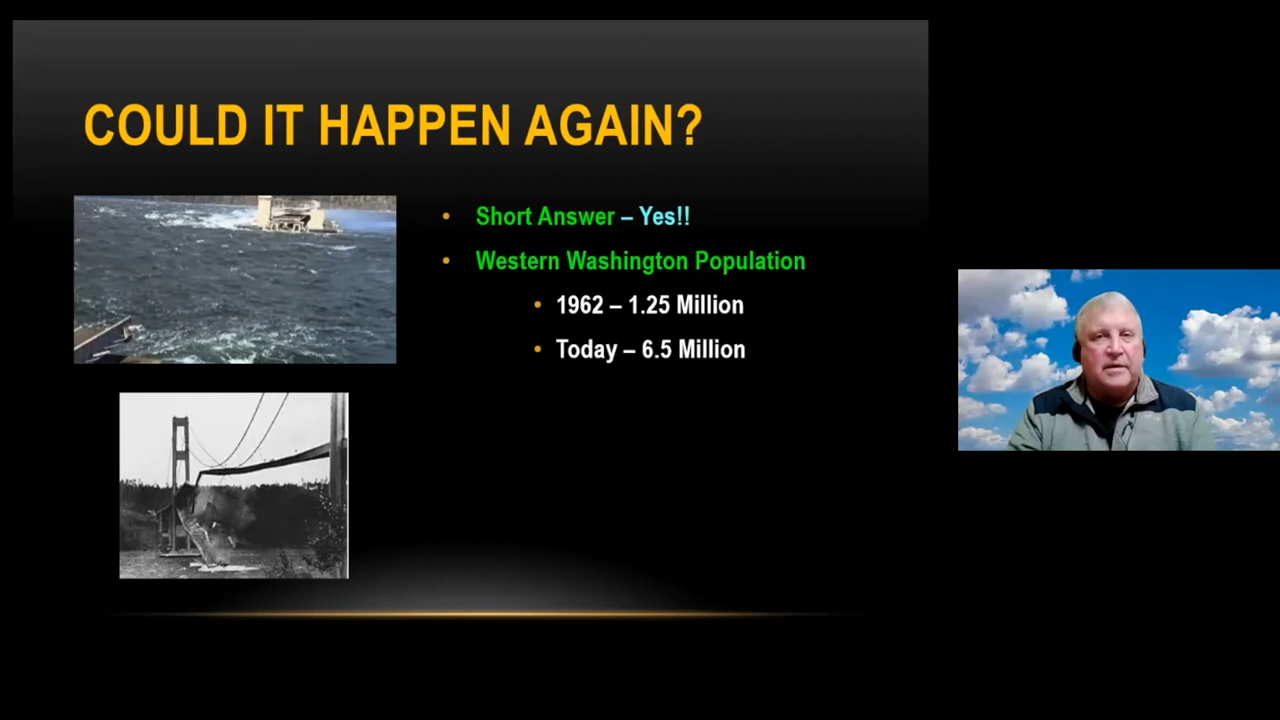 COULD IT HAPPEN AGAIN?
Short Answer – Yes!!
Western Washington Population
1962 – 1.25 Million
Today – 6.5 Million